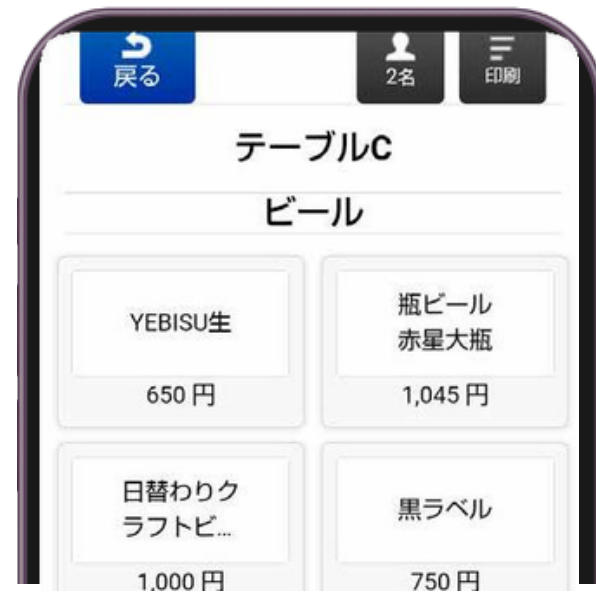 戻る
2名
印刷
テーブルC
ビール
YEBISU生
650 円
瓶ビール
赤星大瓶
1,045 円
日替わりク
ラフトビ...
1,000 円
黒ラベル
750 円